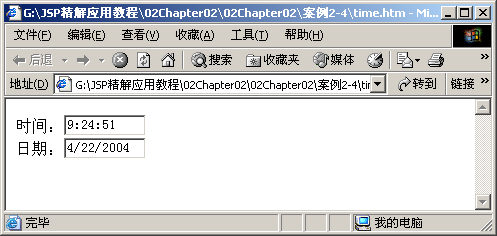 G:\JSP精解应用教程\02Chapter02\02Chapter02\案例2-4\time.htm - Mi...
文件(F) 编辑(E) 查看(V) 收藏(A) 工具(T) 帮助(H)
后退 搜索 收藏夹 媒体 »
地址(D) G:\JSP精解应用教程\02Chapter02\02Chapter02\案例2-4\tim 转到 链接 »
时间： 9:24:51
日期： 4/22/2004
完毕 我的电脑